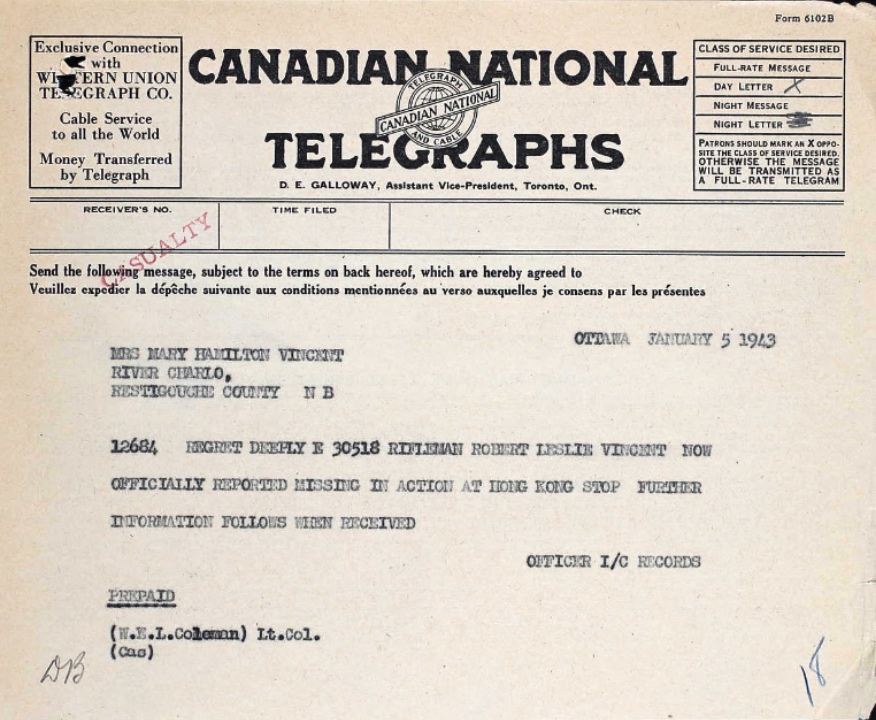 Form 6102B
Exclusive Connection
with
WESTERN UNION
TELEGRAPH CO.
Cable Service
to all the World
Money Transferred
by Telegraph
CANADIAN NATIONAL
TELEGRAPH
CANADIAN NATIONAL
AND CABLE
TELEGRAPHS
D. E. GALLOWAY, Assistant Vice-President, Toronto, Ont.
CLASS OF SERVICE DESIRED
FULL-RATE MESSAGE
DAY LETTER X
NIGHT MESSAGE
NIGHT LETTER
PATRONS SHOULD MARK AN X OPPO-
SITE THE CLASS OF SERVICE DESIRED,
OTHERWISE THE MESSAGE
WILL BE TRANSMITTED AS
A FULL-RATE TELEGRAM
RECEIVER'S NO. TIME FILED CHECK
CASUALTY
Send the following message, subject to the terms on back hereof, which are hereby agreed to
Veuillez expédier la dépêche suivante aux conditions mentionnées au verso auxquelles je consens par les présentes
OTTAWA JANUARY 5 1943
MRS MARY HAMILTON VINCENT
RIVER CHARLO,
RESTIGOUCHE COUNTY N B
12684 REGRET DEEPLY E 30518 RIFLEMAN ROBERT LESLIE VINCENT NOW
OFFICIALLY REPORTED MISSING IN ACTION AT HONG KONG STOP FURTHER
INFORMATION FOLLOWS WHEN RECEIVED
OFFICER I/C RECORDS
PREPAID
(W.E.L.Coleman) Lt.Col.
(Cas)
DB
18